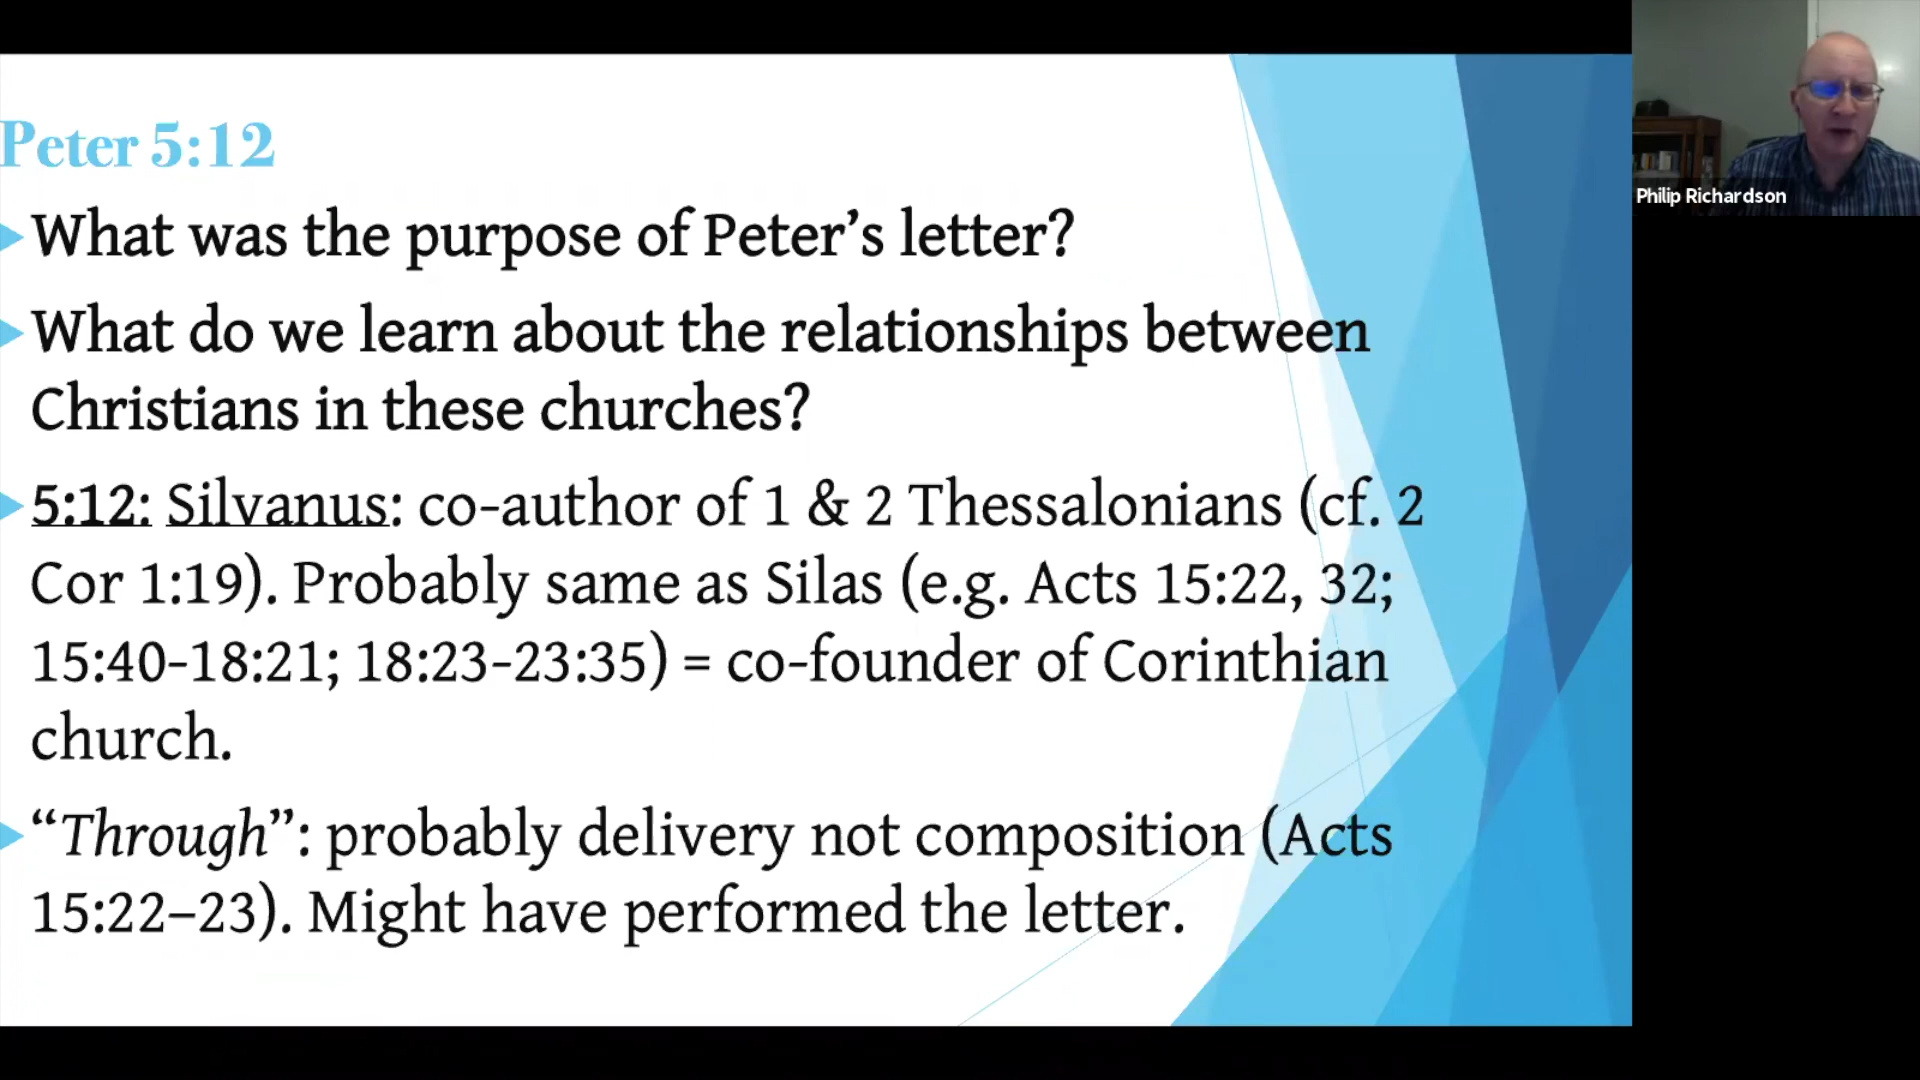 Peter 5:12
What was the purpose of Peter’s letter?
What do we learn about the relationships between
Christians in these churches?
5:12: Silvanus: co-author of 1 & 2 Thessalonians (cf. 2
Cor 1:19). Probably same as Silas (e.g. Acts 15:22, 32;
15:40-18:21; 18:23-23:35) = co-founder of Corinthian
church.
“Through”: probably delivery not composition (Acts
15:22–23). Might have performed the letter.
Philip Richardson